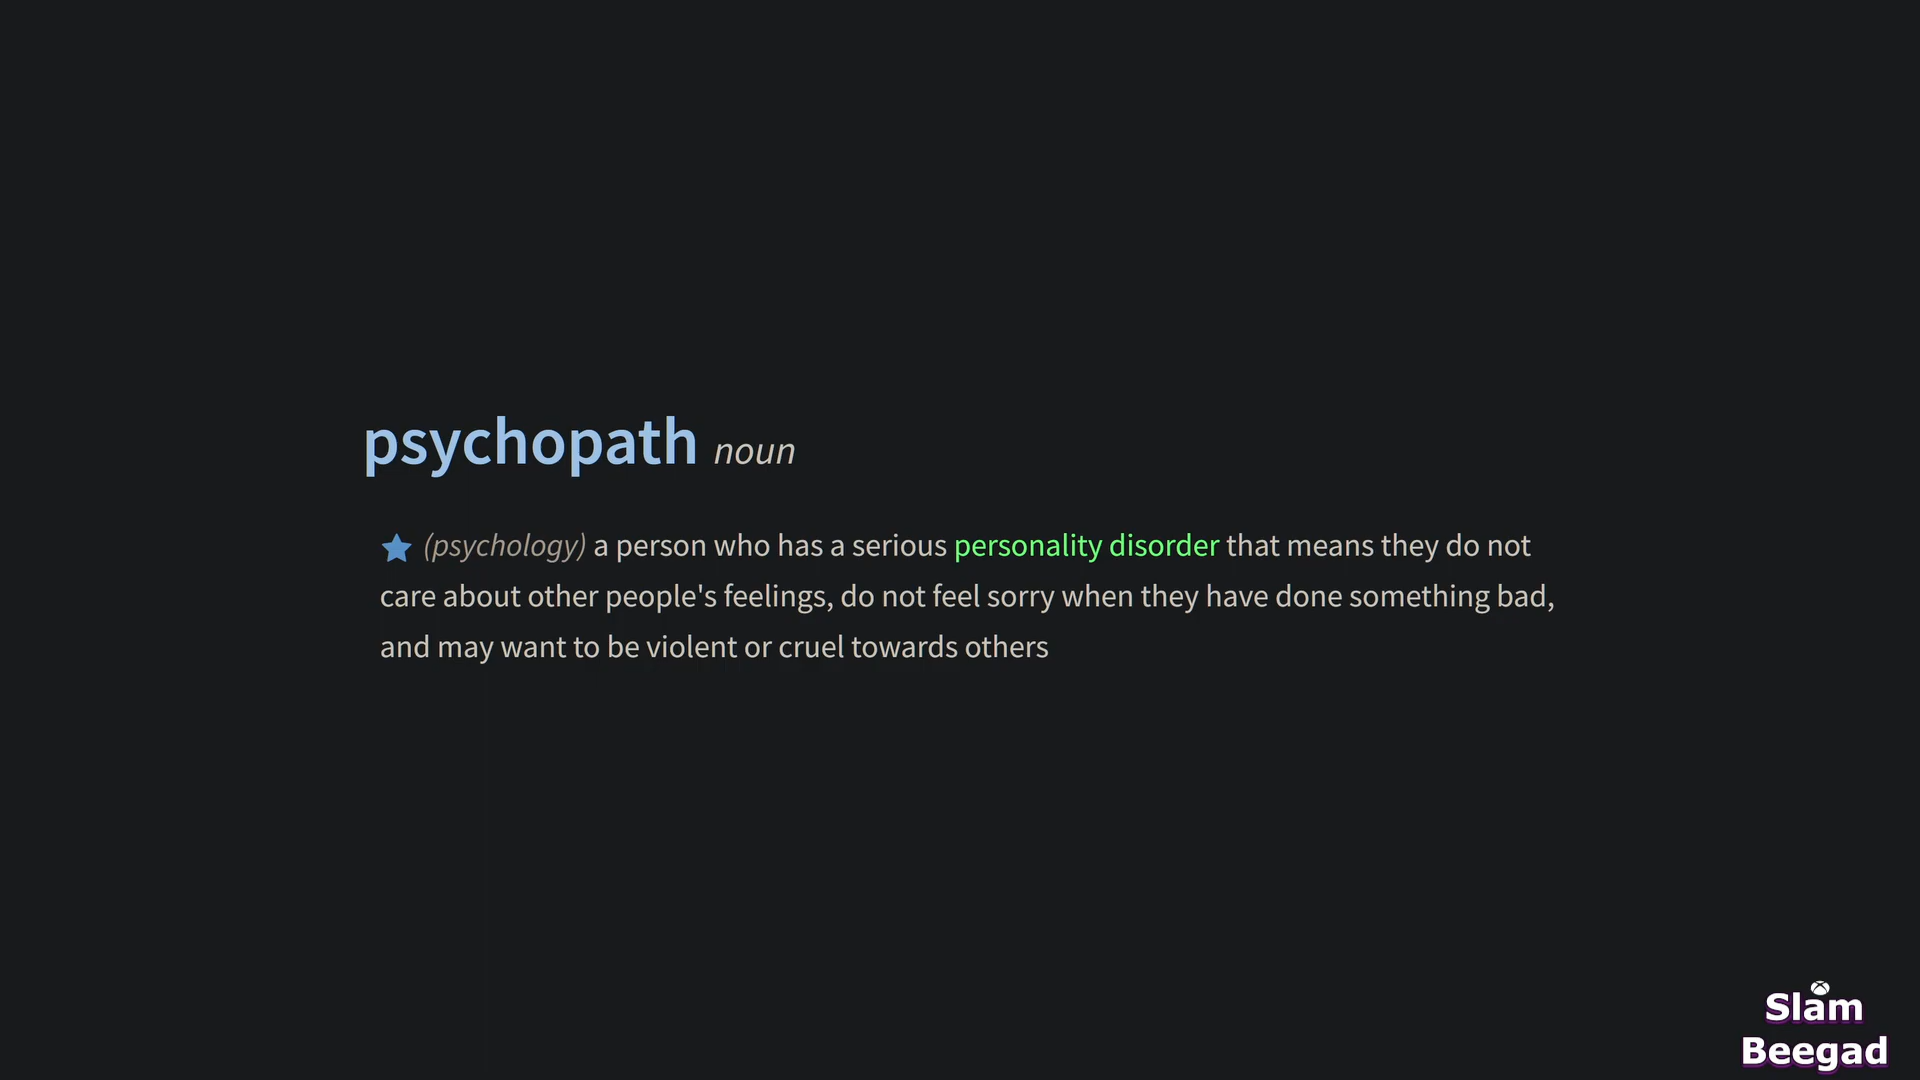 psychopath noun
(psychology) a person who has a serious personality disorder that means they do not
care about other people's feelings, do not feel sorry when they have done something bad,
and may want to be violent or cruel towards others
Slam
Beegad